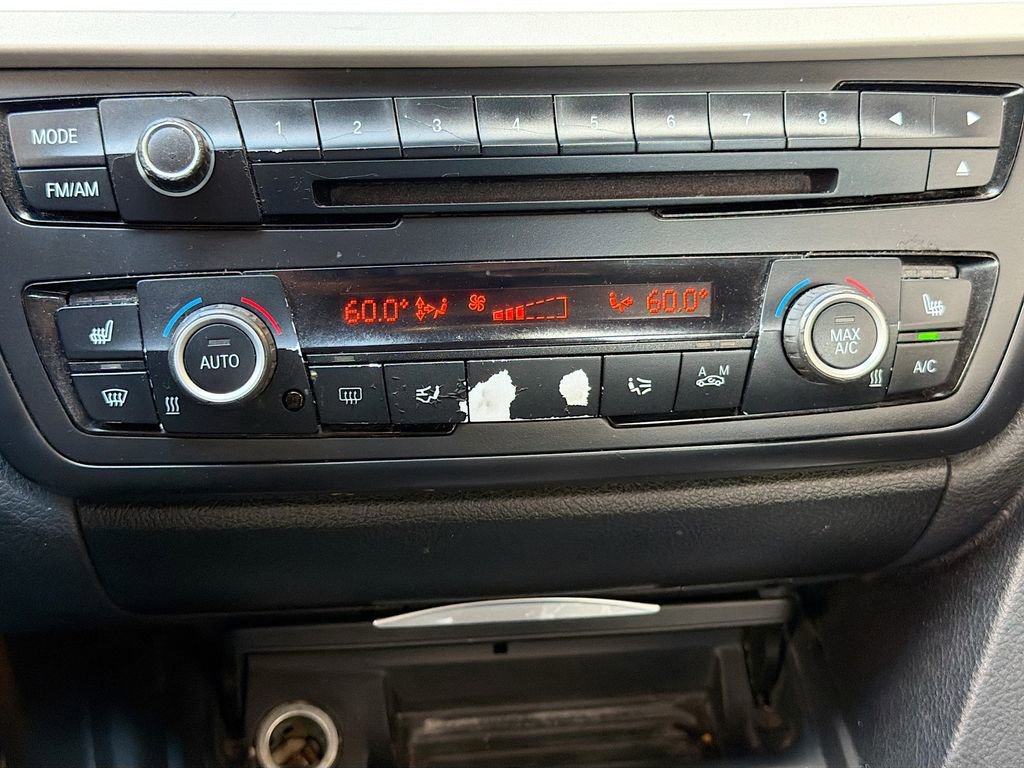 MODE 1 2 3 4 5 6 7 8
FM/AM
60.0° 60.0°
AUTO MAX
A/C
A M A/C